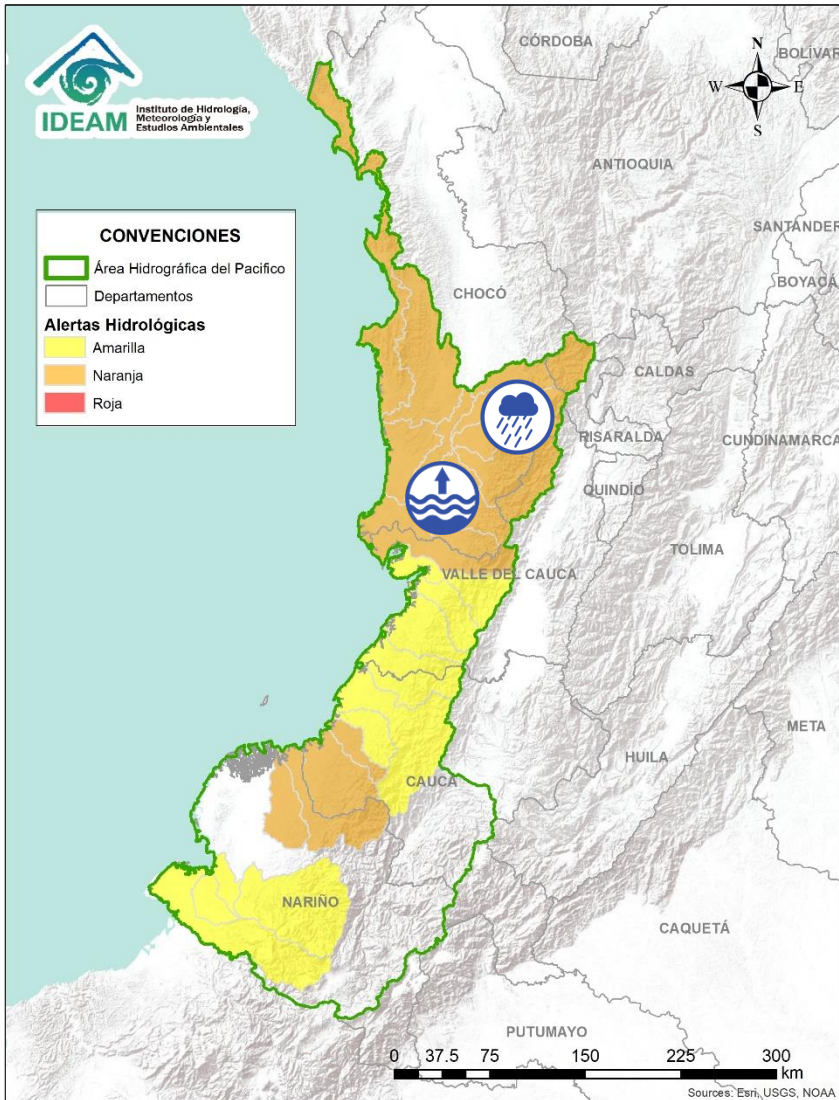 IDEAM
Instituto de Hidrología,
Meteorología y
Estudios Ambientales
CÓRDOBA
BOLÍVAR
N
W
E
S
ANTIOQUIA
SANTANDER
BOYACÁ
CONVENCIONES
Área Hidrográfica del Pacifico
Departamentos
Alertas Hidrológicas
Amarilla
Naranja
Roja
CHOCÓ
CALDAS
RISARALDA
CUNDINAMARCA
QUINDÍO
TOLIMA
VALLE DEL CAUCA
META
HUILA
CAUCA
NARIÑO
CAQUETÁ
PUTUMAYO
0 37.5 75 150 225 300
km
Sources: Esri, USGS, NOAA